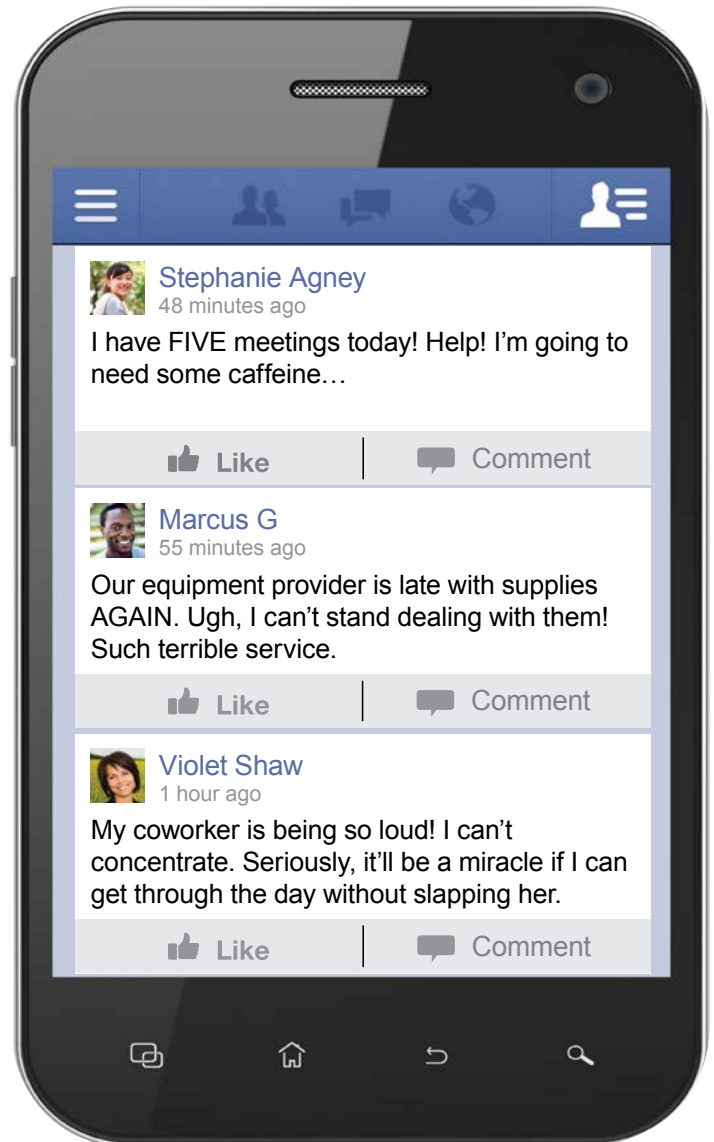 Stephanie Agney
48 minutes ago
I have FIVE meetings today! Help! I’m going to
need some caffeine…
Like
Comment
Marcus G
55 minutes ago
Our equipment provider is late with supplies
AGAIN. Ugh, I can’t stand dealing with them!
Such terrible service.
Like
Comment
Violet Shaw
1 hour ago
My coworker is being so loud! I can’t
concentrate. Seriously, it’ll be a miracle if I can
get through the day without slapping her.
Like
Comment